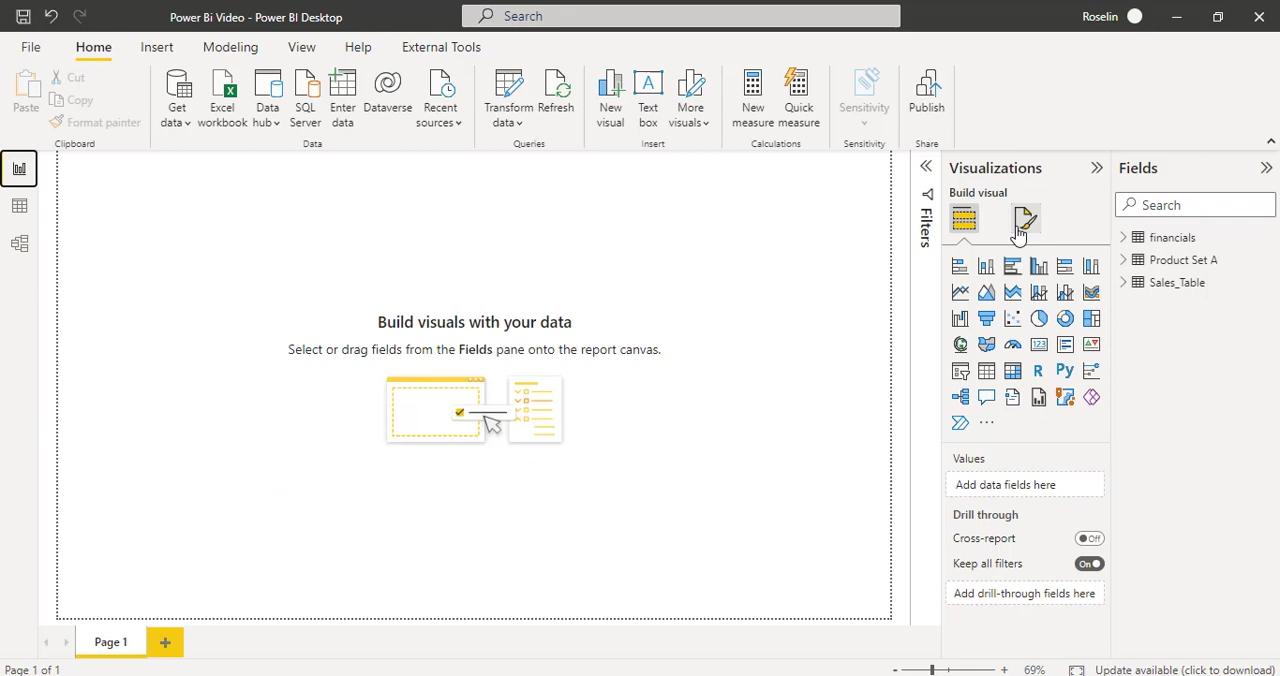 Power Bi Video - Power BI Desktop
Search
Roselin
File Home Insert Modeling View Help External Tools
Paste
Cut
Copy
Format painter
Clipboard
Get data
Excel workbook
Data hub
SQL Server
Enter data
Dataverse
Recent sources
Data
Transform data
Refresh
Queries
New visual
Text box
More visuals
Insert
New measure
Quick measure
Calculations
Sensitivity
Sensitivity
Publish
Share
Build visuals with your data
Select or drag fields from the Fields pane onto the report canvas.
Filters
Visualizations
Build visual
123
R
Py
Values
Add data fields here
Drill through
Cross-report
Off
Keep all filters
On
Add drill-through fields here
Fields
Search
financials
Product Set A
Sales_Table
Page 1
Page 1 of 1
- + 69%
Update available (click to download)